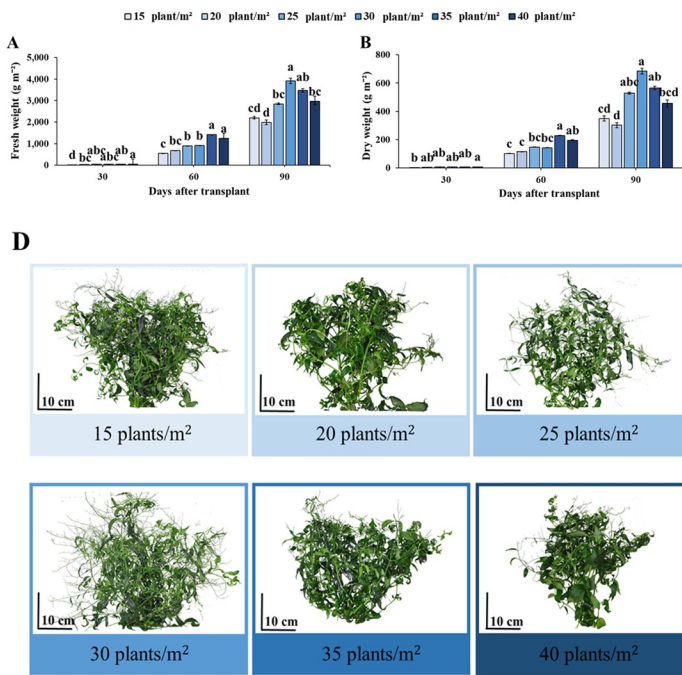 15 plant/m² 20 plant/m² 25 plant/m² 30 plant/m² 35 plant/m² 40 plant/m²
A
Fresh weight (g m⁻²)
5,000
4,000
3,000
2,000
1,000
0
d bc abc abc ab a
c bc b b a a
cd d bc a ab bc
30 60 90
Days after transplant
B
Dry weight (g m⁻²)
800
600
400
200
0
b ab ab ab ab a
c c bc bc a ab
cd d abc a ab bcd
30 60 90
Days after transplant
D
10 cm 10 cm 10 cm
15 plants/m² 20 plants/m² 25 plants/m²
10 cm 10 cm 10 cm
30 plants/m² 35 plants/m² 40 plants/m²